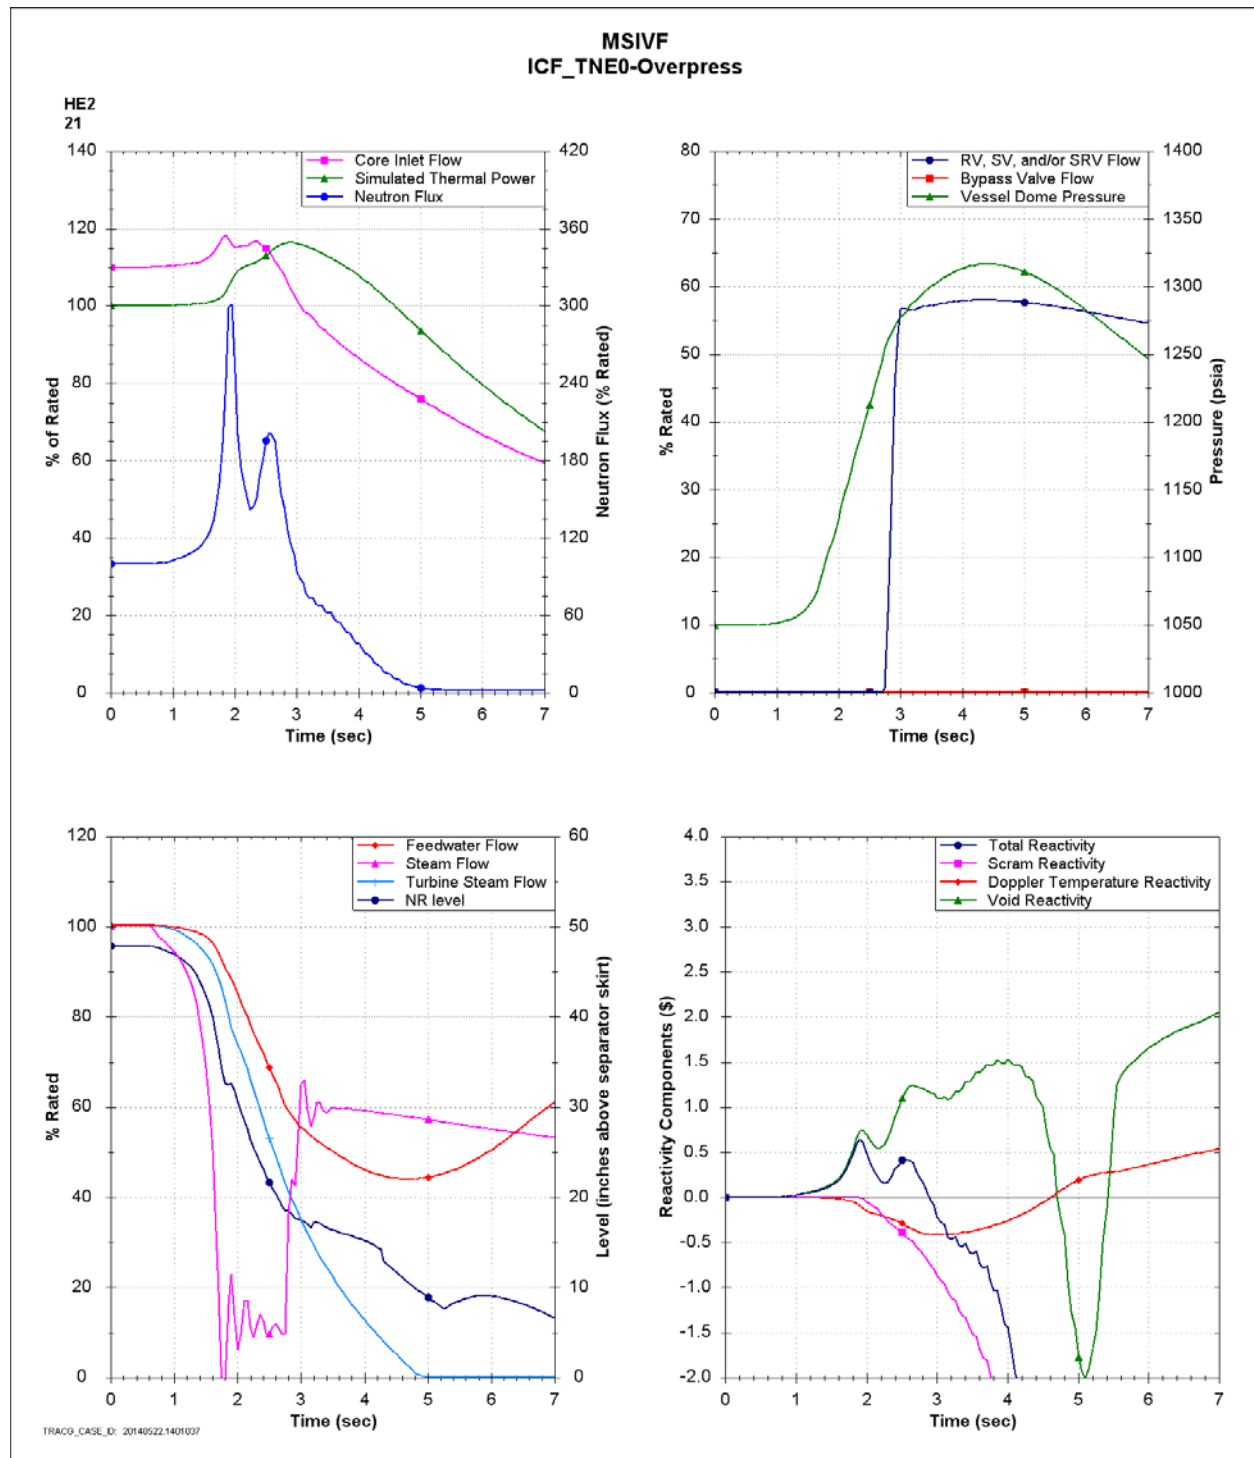 MSIVF
ICF_TNE0-Overpress
HE2
21
140
120
100
80
60
40
20
0
% of Rated
420
360
300
240
180
120
60
0
Neutron Flux (% Rated)
Core Inlet Flow
Simulated Thermal Power
Neutron Flux
0 1 2 3 4 5 6 7
Time (sec)
80
70
60
50
40
30
20
10
0
% Rated
1400
1350
1300
1250
1200
1150
1100
1050
1000
Pressure (psia)
RV, SV, and/or SRV Flow
Bypass Valve Flow
Vessel Dome Pressure
0 1 2 3 4 5 6 7
Time (sec)
120
100
80
60
40
20
0
% Rated
60
50
40
30
20
10
0
Level (inches above separator skirt)
Feedwater Flow
Steam Flow
Turbine Steam Flow
NR level
0 1 2 3 4 5 6 7
Time (sec)
4.0
3.5
3.0
2.5
2.0
1.5
1.0
0.5
0.0
-0.5
-1.0
-1.5
-2.0
Reactivity Components ($)
Total Reactivity
Scram Reactivity
Doppler Temperature Reactivity
Void Reactivity
0 1 2 3 4 5 6 7
Time (sec)
TRACG_CASE_ID: 20140522.1401037